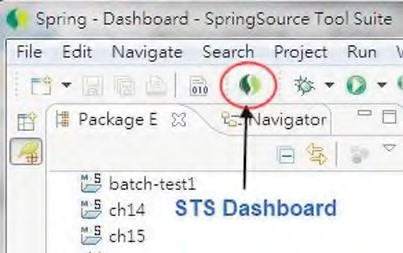 Spring - Dashboard - SpringSource Tool Suite
File Edit Navigate Search Project Run
010
Package E Navigator
M S batch-test1
M S ch14 STS Dashboard
M S ch15